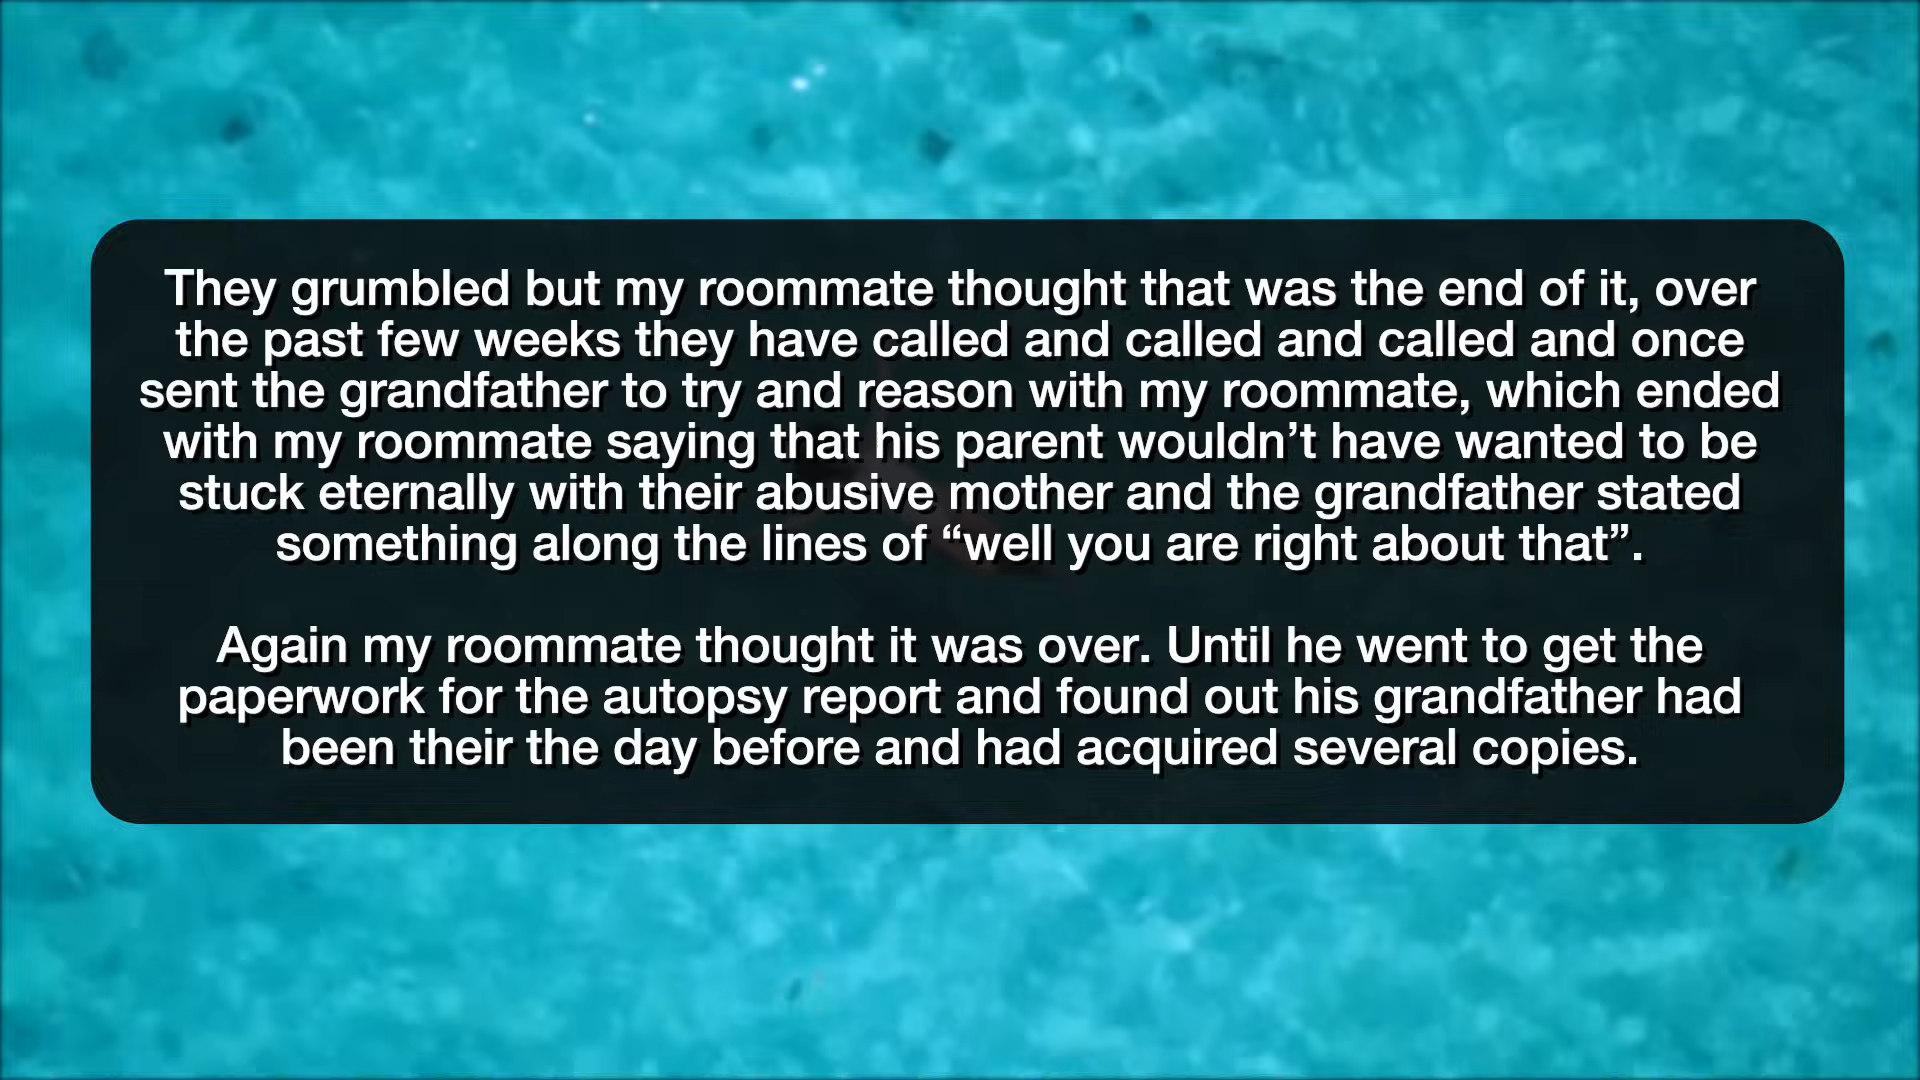 They grumbled but my roommate thought that was the end of it, over
the past few weeks they have called and called and called and once
sent the grandfather to try and reason with my roommate, which ended
with my roommate saying that his parent wouldn’t have wanted to be
stuck eternally with their abusive mother and the grandfather stated
something along the lines of “well you are right about that”.
Again my roommate thought it was over. Until he went to get the
paperwork for the autopsy report and found out his grandfather had
been their the day before and had acquired several copies.